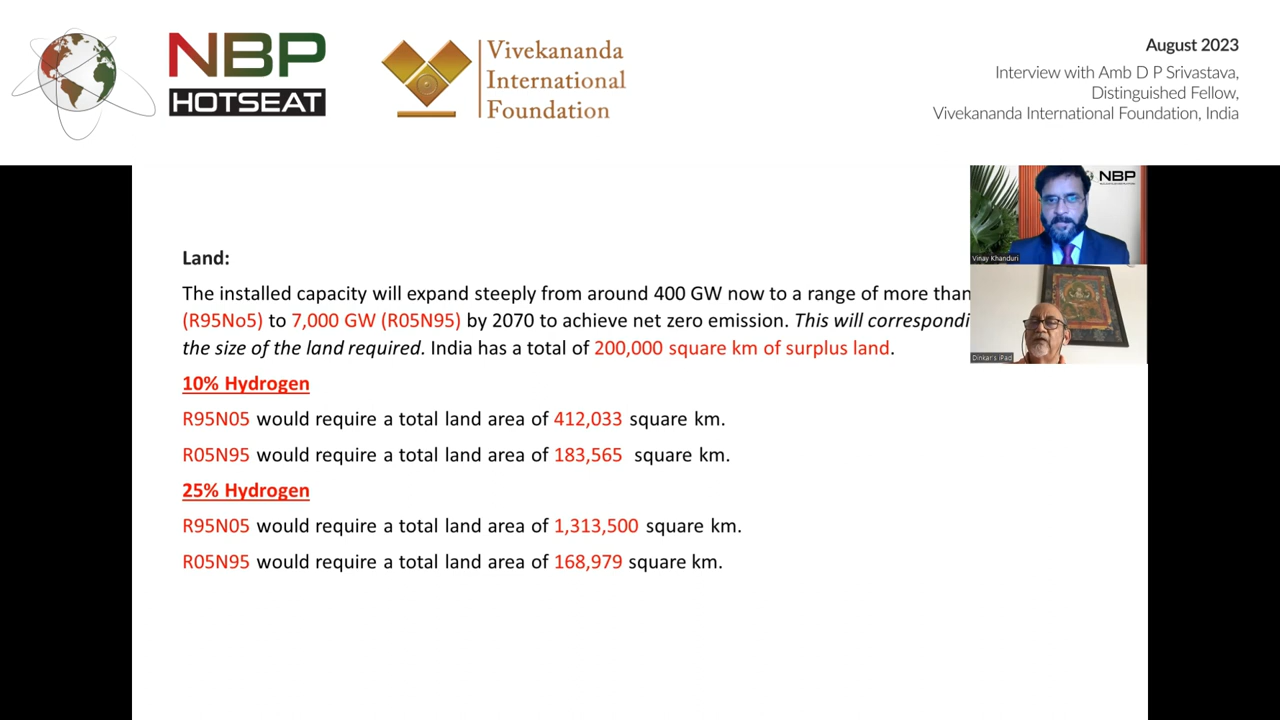 NBP
HOTSEAT
Vivekananda
International
Foundation
August 2023
Interview with Amb D P Srivastava,
Distinguished Fellow,
Vivekananda International Foundation, India
NBP
Vinay Khanduri
Dinkar's iPad
Land:
The installed capacity will expand steeply from around 400 GW now to a range of more than
(R95No5) to 7,000 GW (R05N95) by 2070 to achieve net zero emission. This will correspondi
the size of the land required. India has a total of 200,000 square km of surplus land.
10% Hydrogen
R95N05 would require a total land area of 412,033 square km.
R05N95 would require a total land area of 183,565 square km.
25% Hydrogen
R95N05 would require a total land area of 1,313,500 square km.
R05N95 would require a total land area of 168,979 square km.